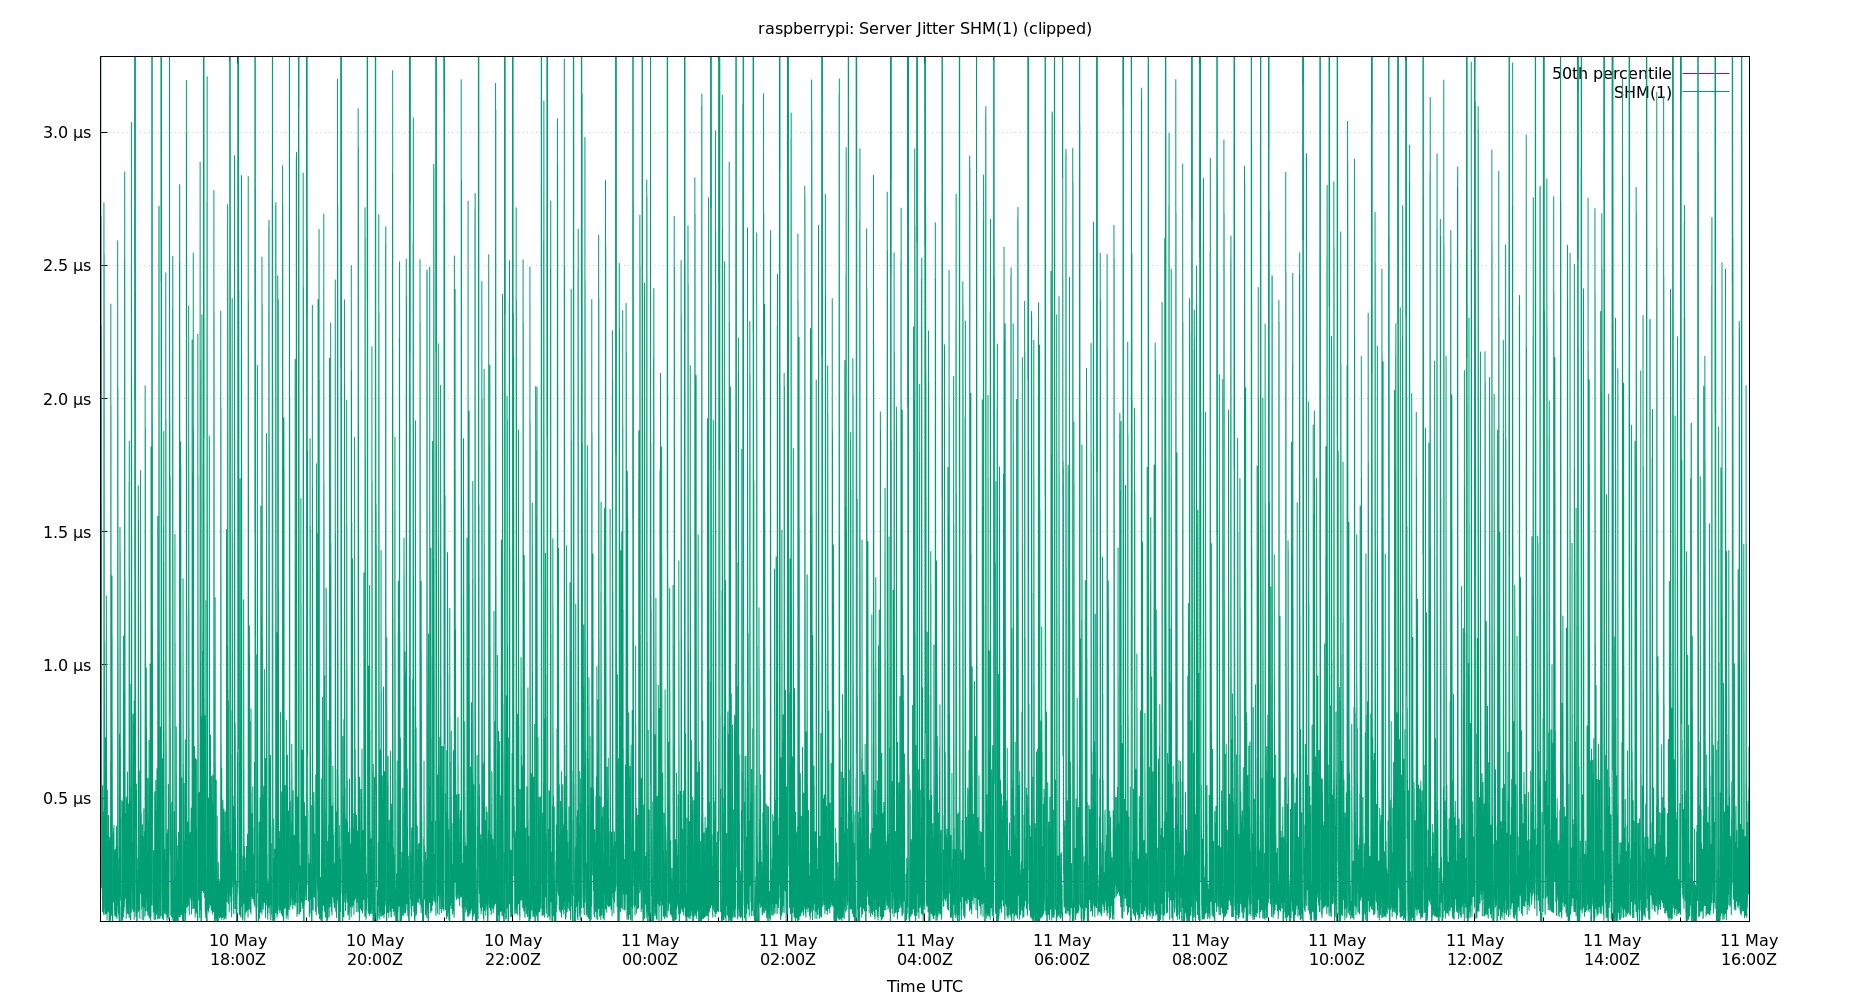 raspberrypi: Server Jitter SHM(1) (clipped)
50th percentile
SHM(1)
3.0 µs
2.5 µs
2.0 µs
1.5 µs
1.0 µs
0.5 µs
10 May 10 May 10 May 11 May 11 May 11 May 11 May 11 May 11 May 11 May 11 May 11 May
18:00Z 20:00Z 22:00Z 00:00Z 02:00Z 04:00Z 06:00Z 08:00Z 10:00Z 12:00Z 14:00Z 16:00Z
Time UTC